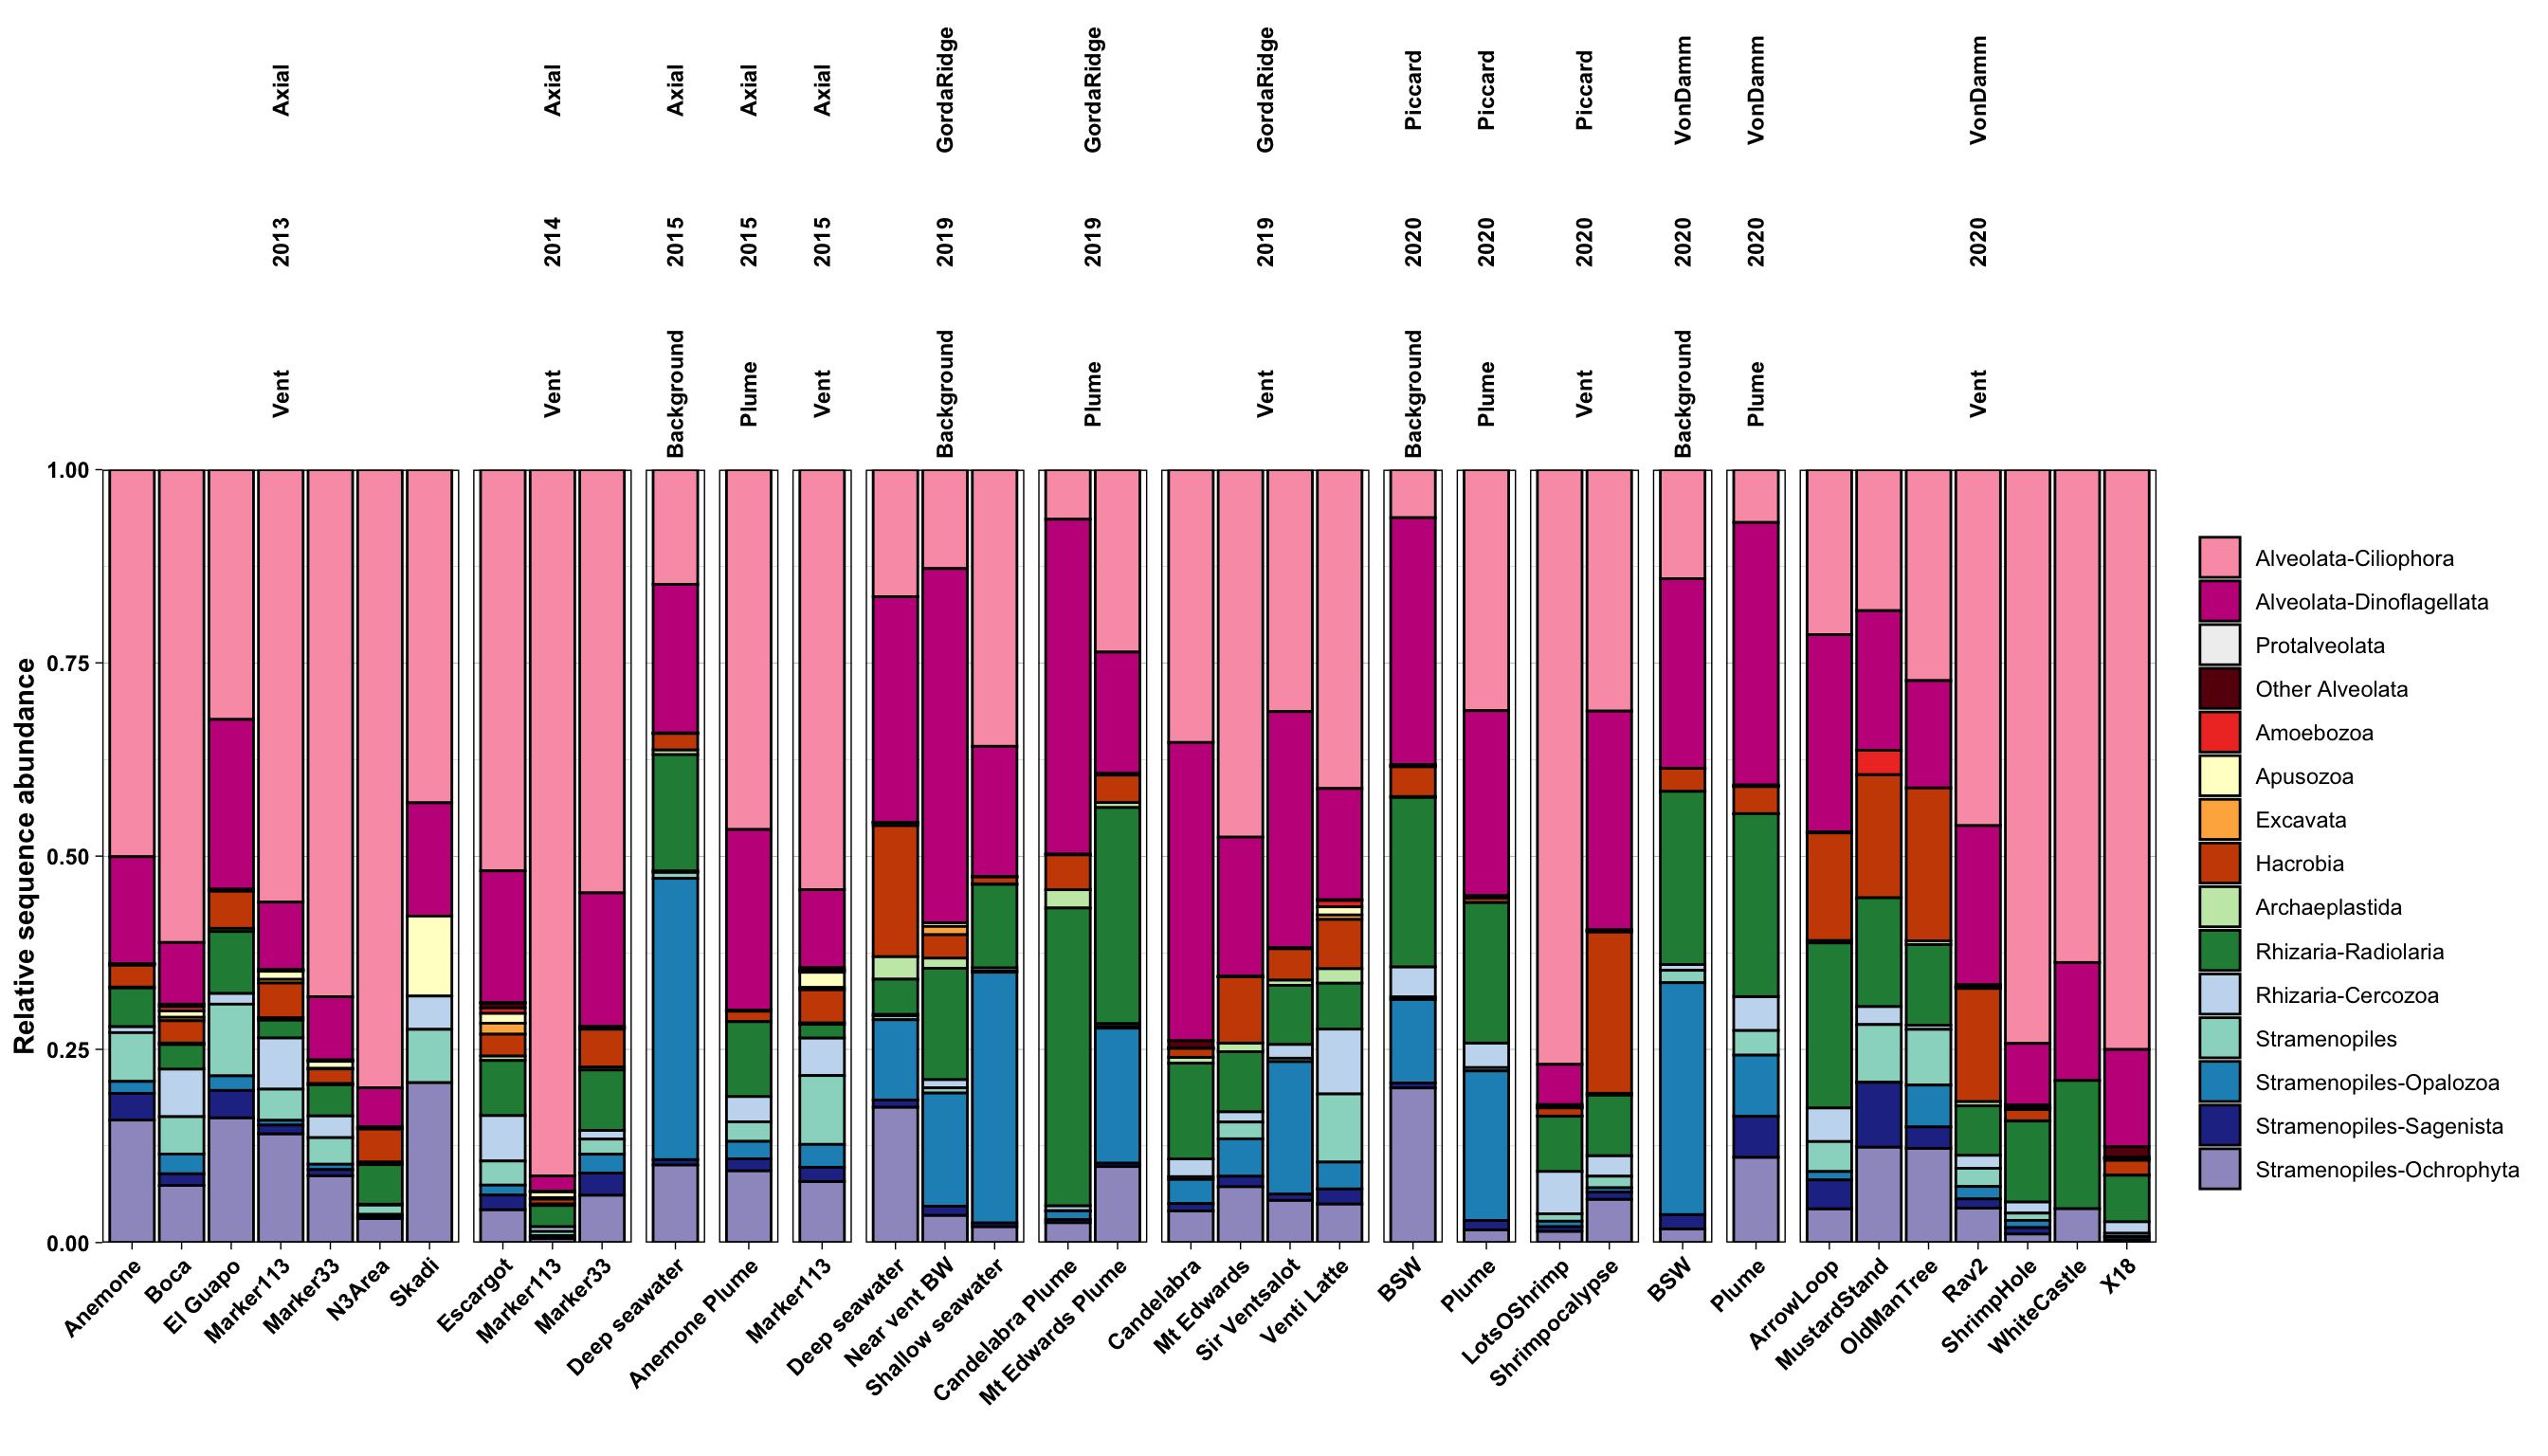 Axial
Axial
Axial
Axial
Axial
GordaRidge
GordaRidge
GordaRidge
Piccard
Piccard
Piccard
VonDamm
VonDamm
VonDamm
2013
2014
2015
2015
2015
2019
2019
2019
2020
2020
2020
2020
2020
2020
Vent
Vent
Background
Plume
Vent
Background
Plume
Vent
Background
Plume
Vent
Background
Plume
Vent
Relative sequence abundance
1.00
0.75
0.50
0.25
0.00
Anemone
Boca
El Guapo
Marker113
Marker33
N3Area
Skadi
Escargot
Marker113
Marker33
Deep seawater
Anemone Plume
Marker113
Deep seawater
Near vent BW
Shallow seawater
Candelabra Plume
Mt Edwards Plume
Candelabra
Mt Edwards
Sir Ventsalot
Venti Latte
BSW
Plume
LotsOShrimp
Shrimpocalypse
BSW
Plume
ArrowLoop
MustardStand
OldManTree
Rav2
ShrimpHole
WhiteCastle
X18
Alveolata-Ciliophora
Alveolata-Dinoflagellata
Protalveolata
Other Alveolata
Amoebozoa
Apusozoa
Excavata
Hacrobia
Archaeplastida
Rhizaria-Radiolaria
Rhizaria-Cercozoa
Stramenopiles
Stramenopiles-Opalozoa
Stramenopiles-Sagenista
Stramenopiles-Ochrophyta